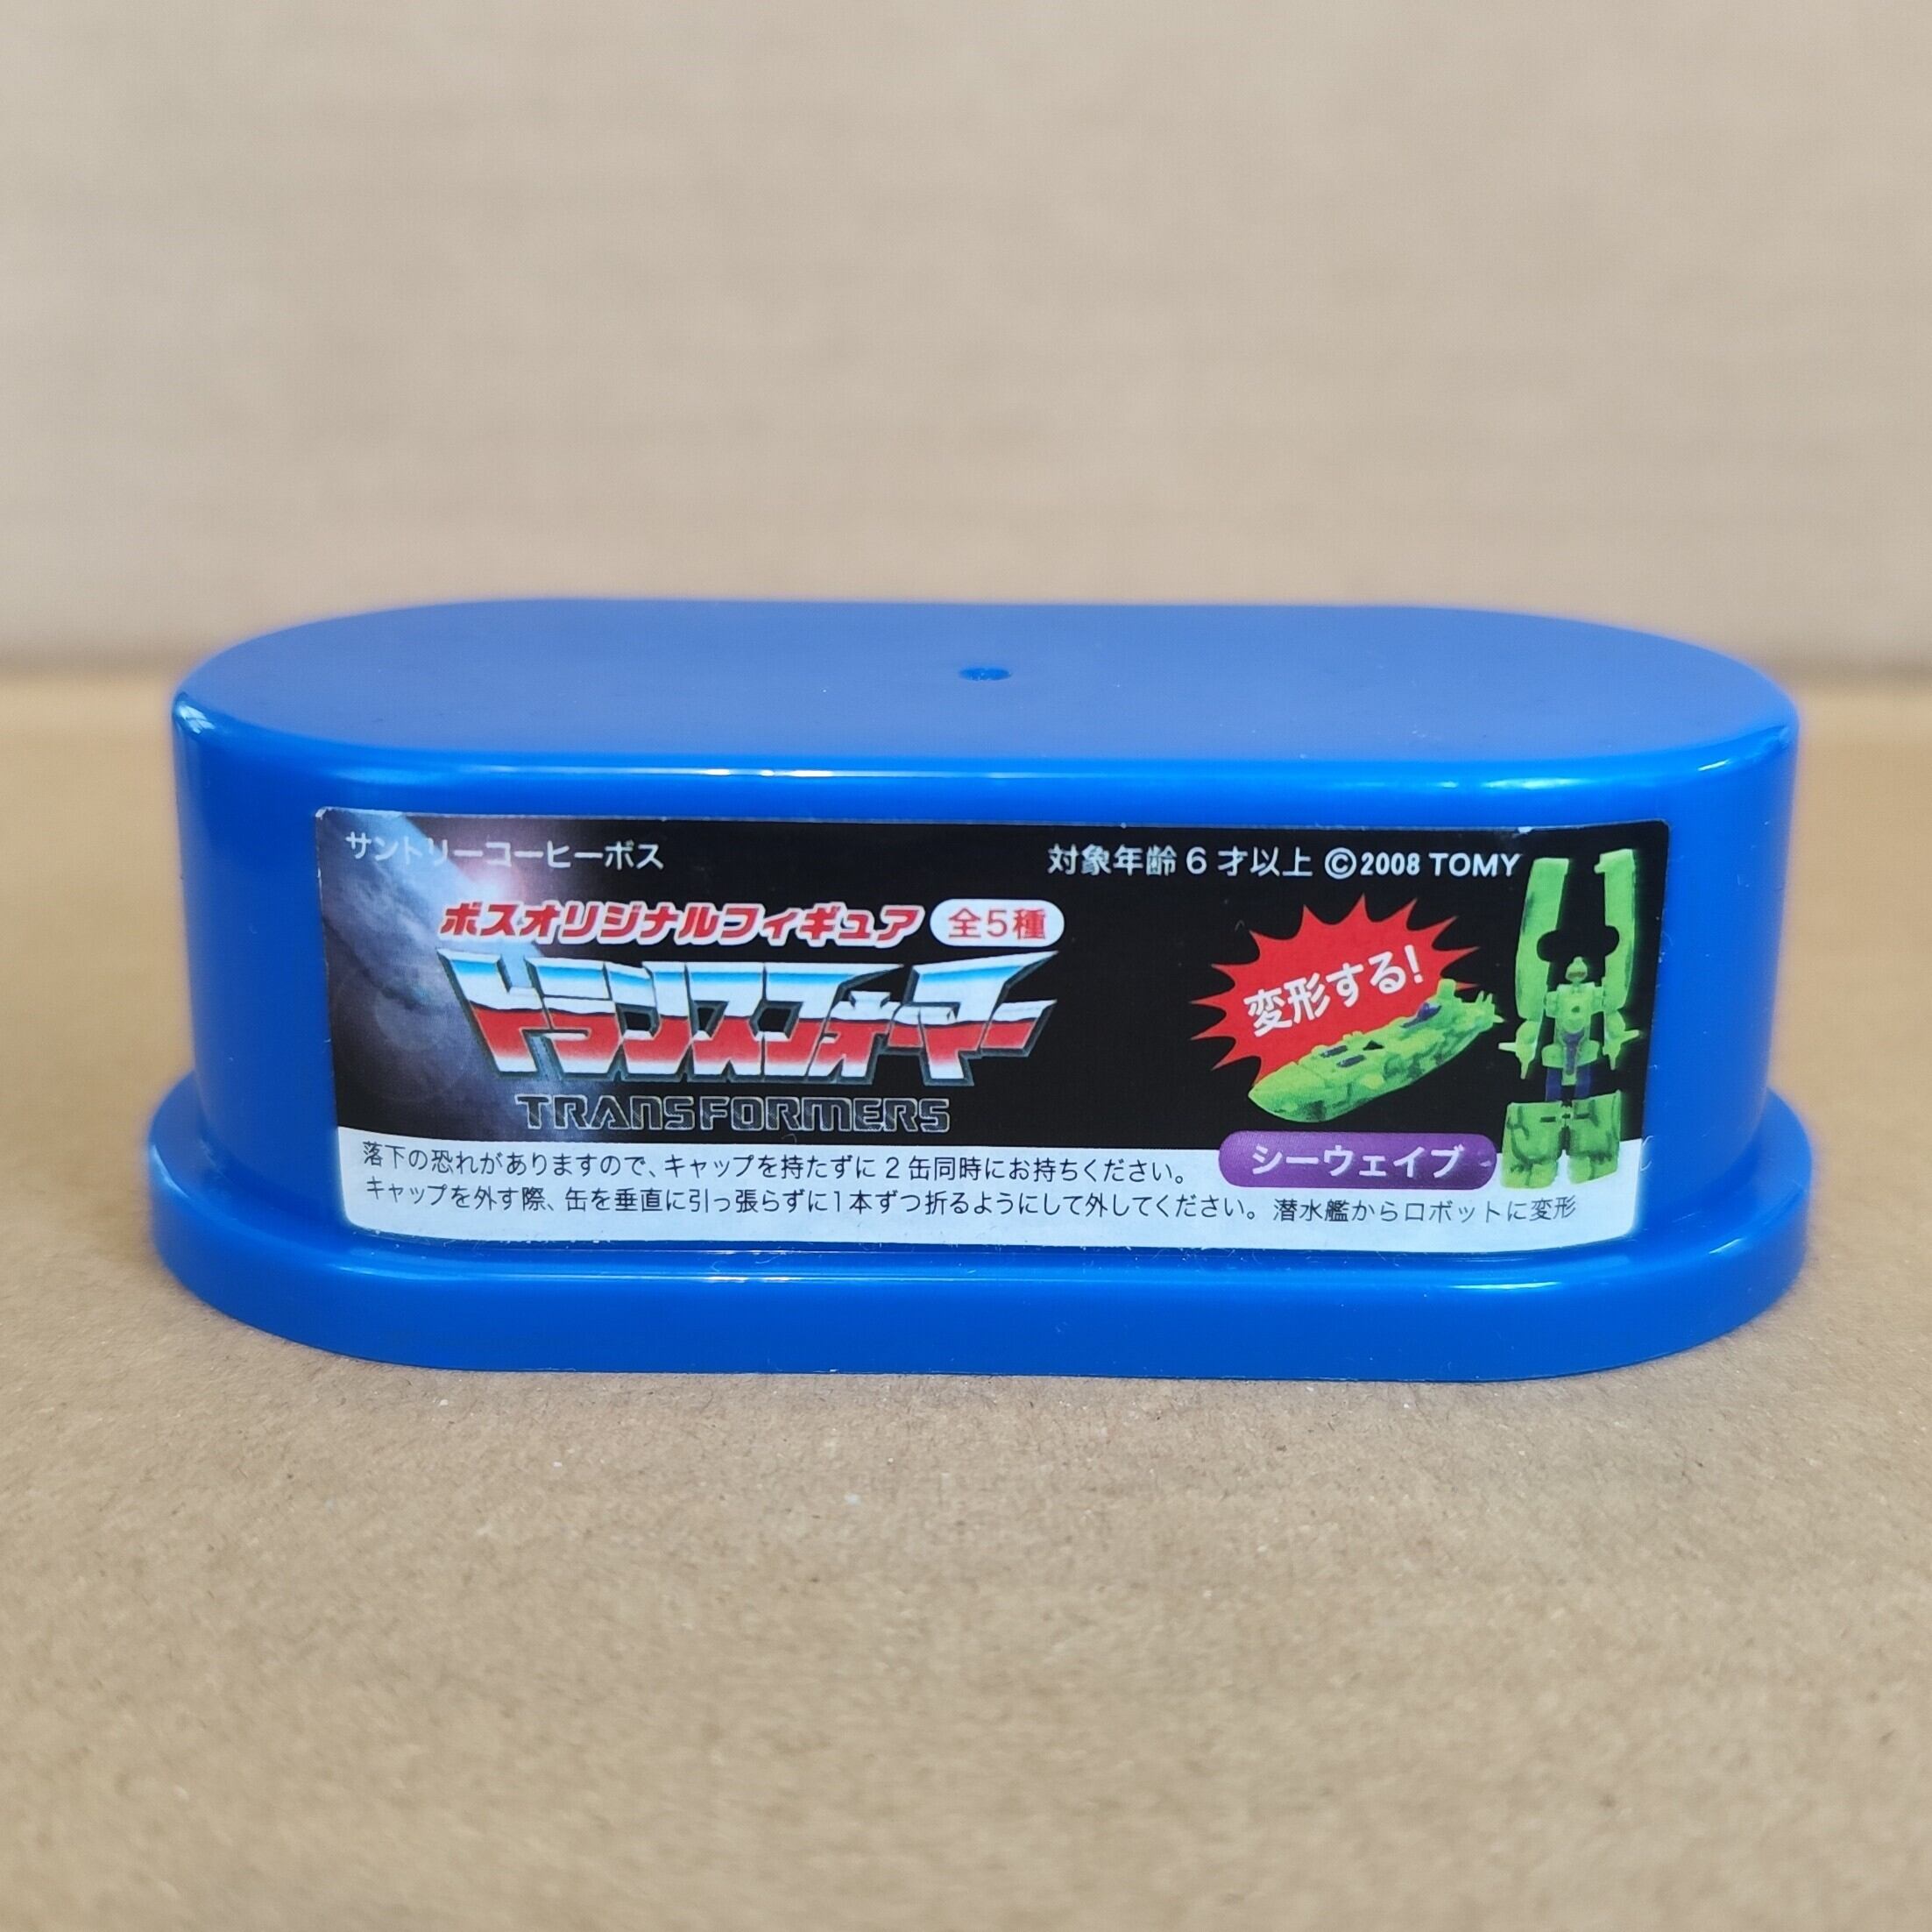 サントリーコーヒーボス
対象年齢 6 才以上 ©2008 TOMY
ボスオリジナルフィギュア 全5種
トランスフォーマー
TRANSFORMERS
変形する!
シーウェイブ
落下の恐れがありますので、キャップを持たずに 2 缶同時にお持ちください。
キャップを外す際、缶を垂直に引っ張らずに1本ずつ折るようにして外してください。
潜水艦からロボットに変形